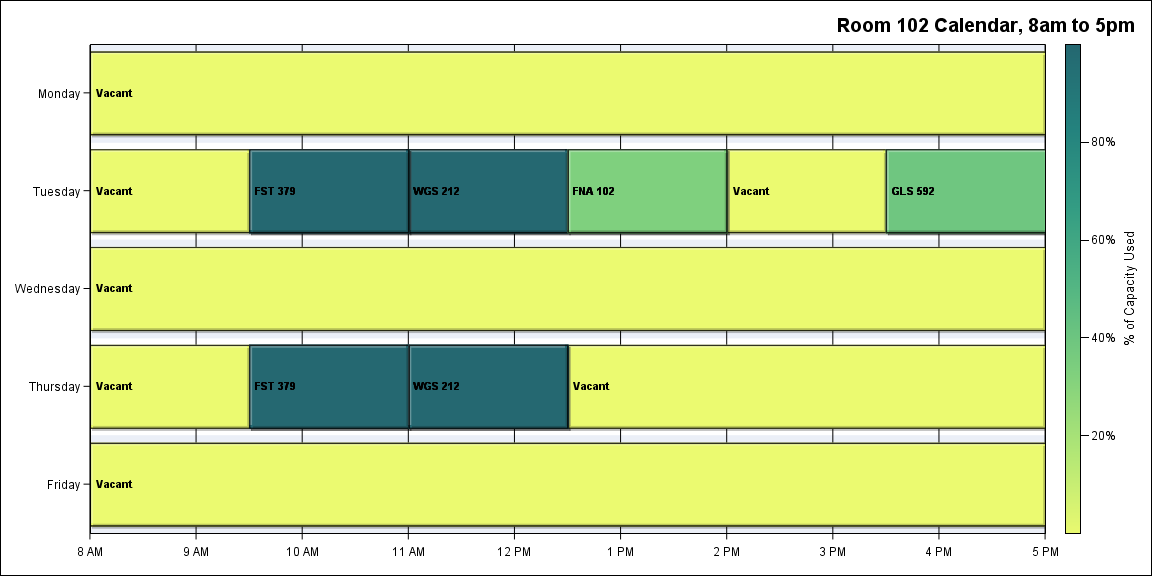 Room 102 Calendar, 8am to 5pm
Monday
Vacant
Tuesday
Vacant
FST 379
WGS 212
FNA 102
Vacant
GLS 592
Wednesday
Vacant
Thursday
Vacant
FST 379
WGS 212
Vacant
Friday
Vacant
8 AM
9 AM
10 AM
11 AM
12 PM
1 PM
2 PM
3 PM
4 PM
5 PM
80%
60%
40%
20%
% of Capacity Used